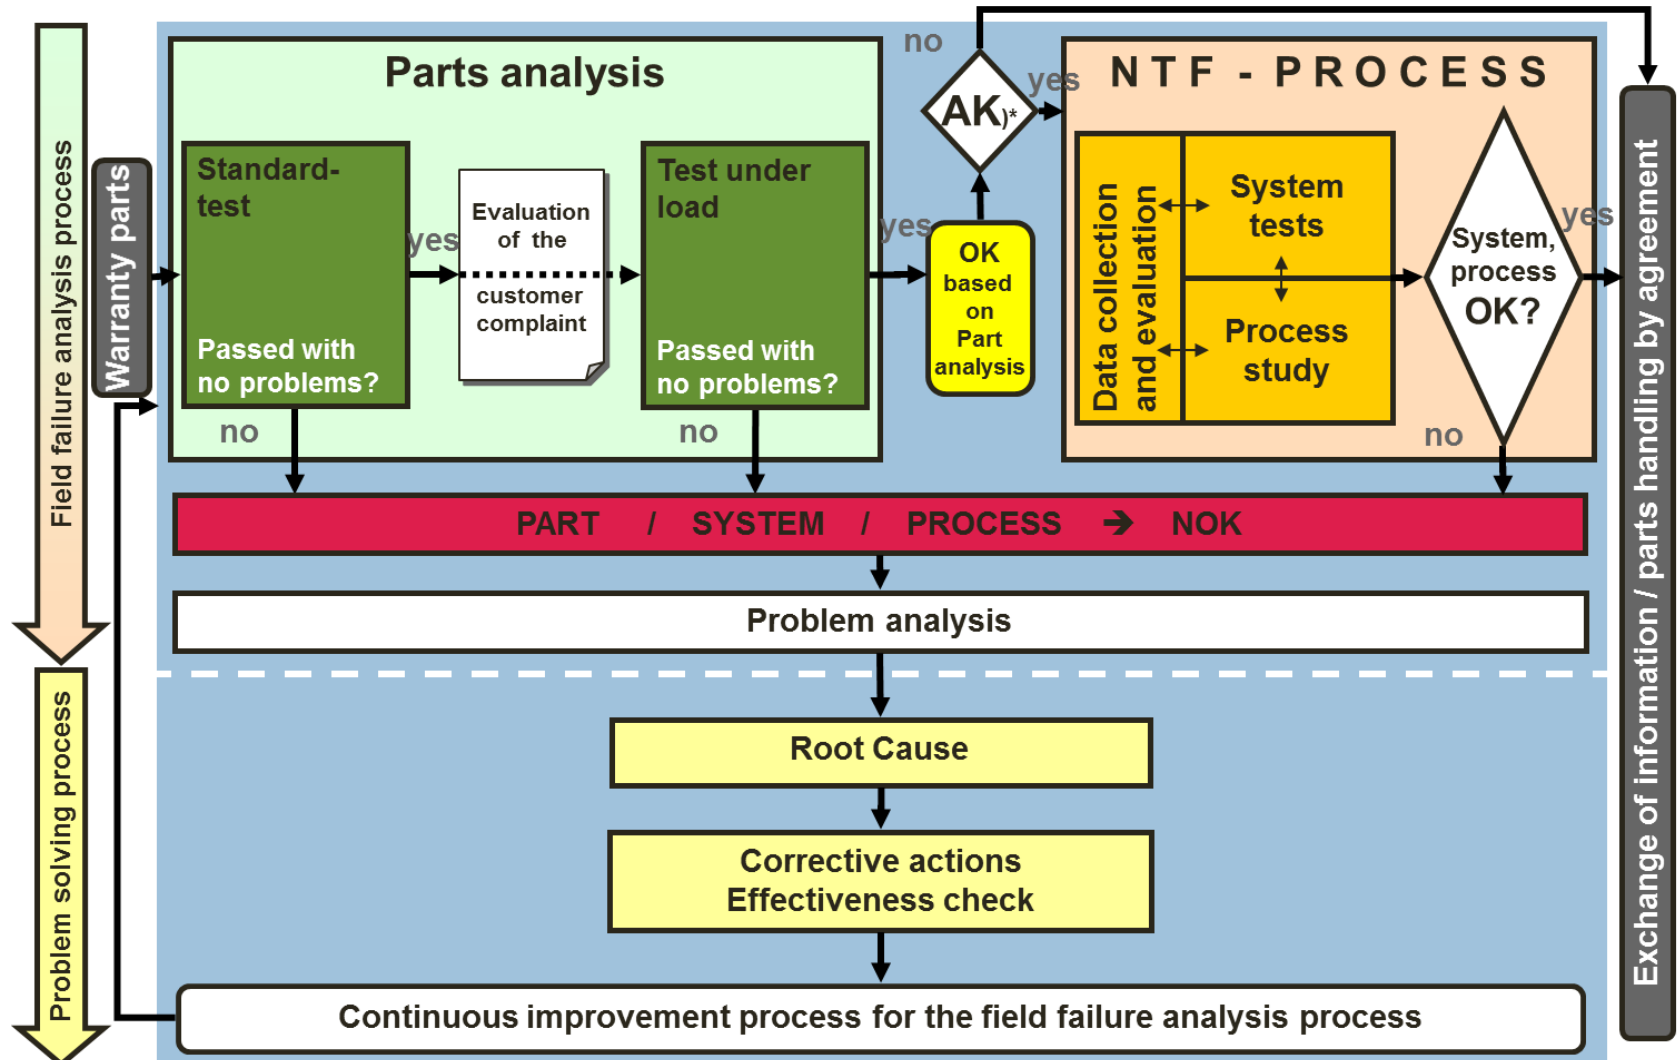 Field failure analysis process
Problem solving process
Warranty parts
Parts analysis
Standard-
test
Passed with
no problems?
yes
no
Evaluation
of the
customer
complaint
Test under
load
Passed with
no problems?
yes
no
OK
based
on
Part
analysis
AK)*
no
yes
NTF - PROCESS
Data collection
and evaluation
System
tests
Process
study
System,
process
OK?
yes
no
Exchange of information / parts handling by agreement
PART / SYSTEM / PROCESS ➔ NOK
Problem analysis
Root Cause
Corrective actions
Effectiveness check
Continuous improvement process for the field failure analysis process